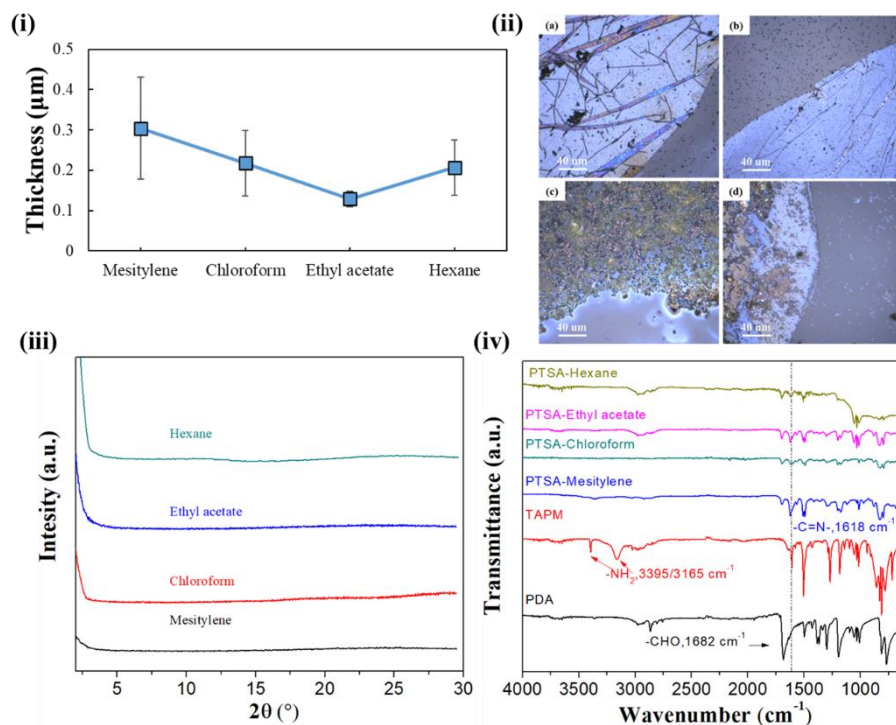 (i)
0.5
0.4
0.3
0.2
0.1
0
Thickness (μm)
Mesitylene
Chloroform
Ethyl acetate
Hexane
(ii)
(a)
40 um
(b)
40 um
(c)
40 um
(d)
40 um
(iii)
Intesity (a.u.)
Hexane
Ethyl acetate
Chloroform
Mesitylene
5
10
15
20
25
30
2θ (°)
(iv)
Transmittance (a.u.)
PTSA-Hexane
PTSA-Ethyl acetate
PTSA-Chloroform
PTSA-Mesitylene
-C=N-,1618 cm⁻¹
TAPM
-NH₂,3395/3165 cm⁻¹
PDA
-CHO,1682 cm⁻¹
4000
3500
3000
2500
2000
1500
1000
Wavenumber (cm⁻¹)